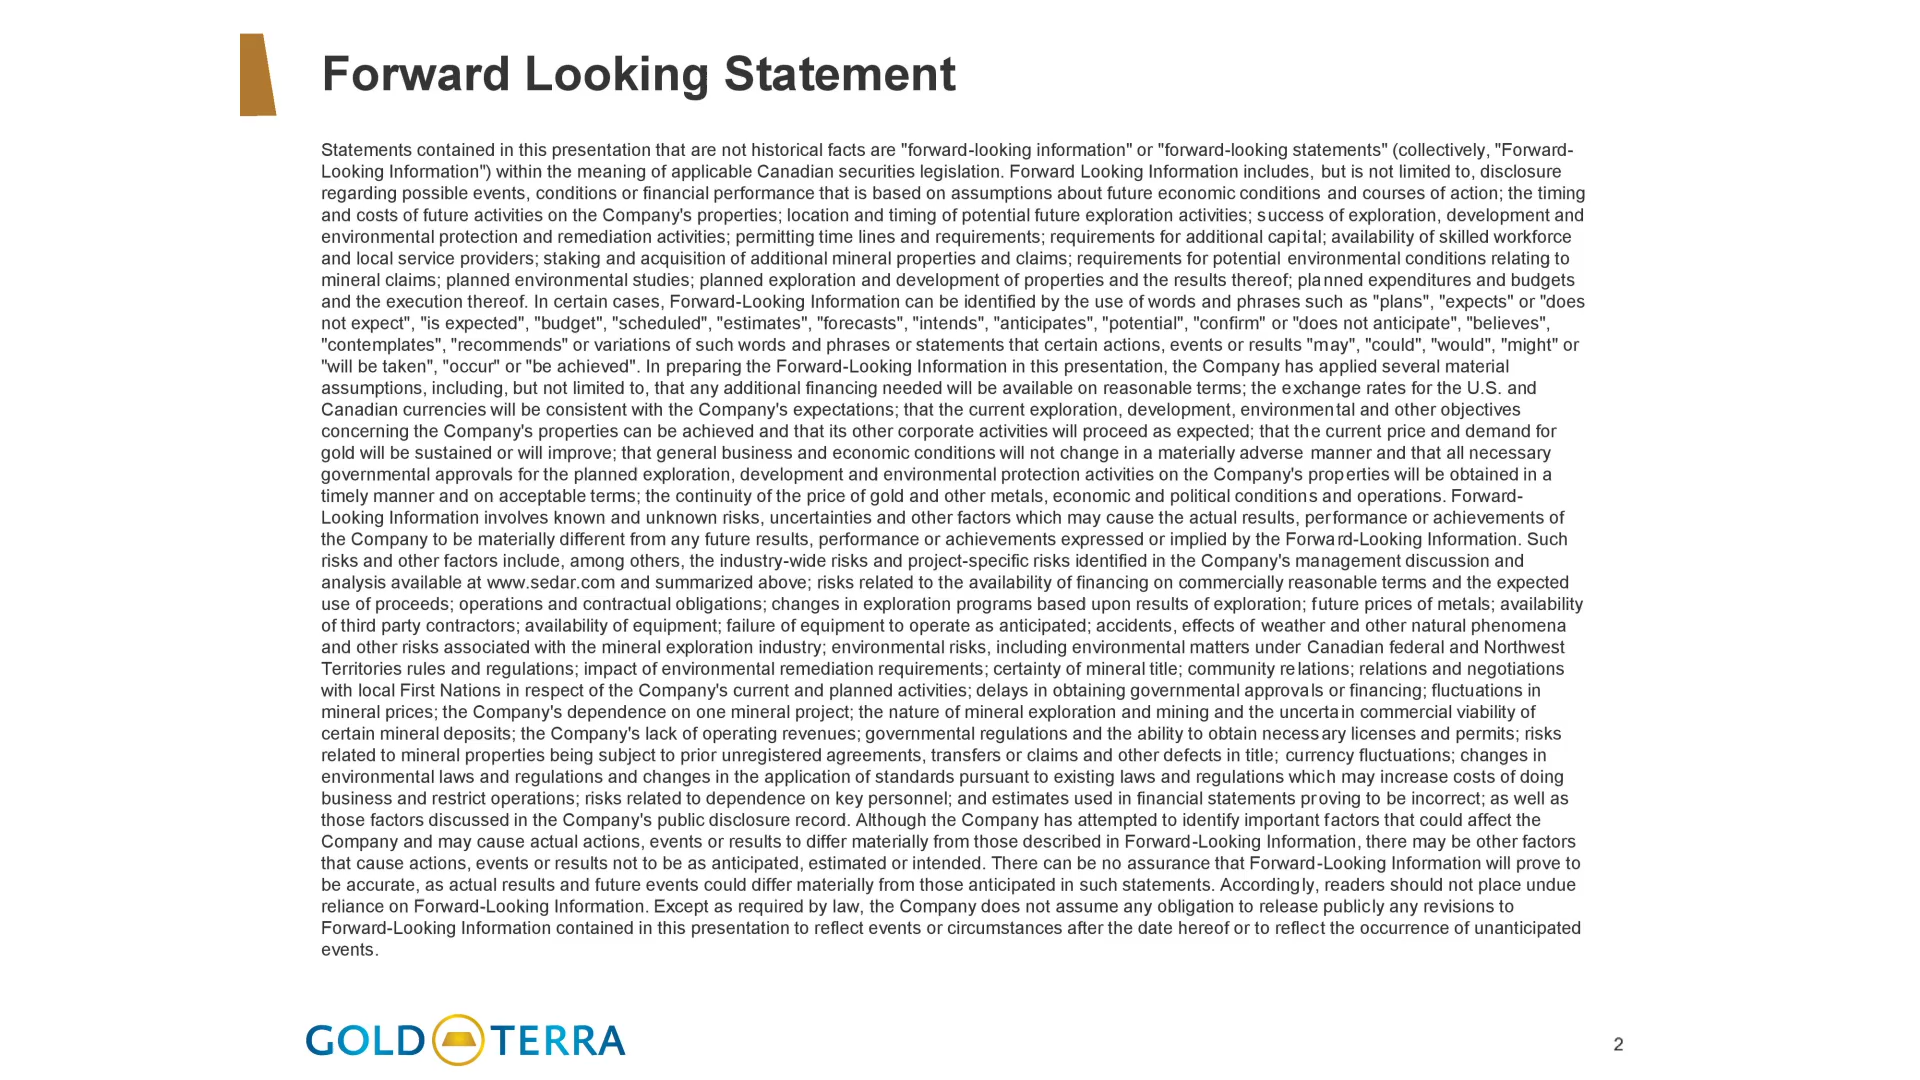 Forward Looking Statement
Statements contained in this presentation that are not historical facts are "forward-looking information" or "forward-looking statements" (collectively, "Forward-
Looking Information") within the meaning of applicable Canadian securities legislation. Forward Looking Information includes, but is not limited to, disclosure
regarding possible events, conditions or financial performance that is based on assumptions about future economic conditions and courses of action; the timing
and costs of future activities on the Company's properties; location and timing of potential future exploration activities; success of exploration, development and
environmental protection and remediation activities; permitting time lines and requirements; requirements for additional capital; availability of skilled workforce
and local service providers; staking and acquisition of additional mineral properties and claims; requirements for potential environmental conditions relating to
mineral claims; planned environmental studies; planned exploration and development of properties and the results thereof; planned expenditures and budgets
and the execution thereof. In certain cases, Forward-Looking Information can be identified by the use of words and phrases such as "plans", "expects" or "does
not expect", "is expected", "budget", "scheduled", "estimates", "forecasts", "intends", "anticipates", "potential", "confirm" or "does not anticipate", "believes",
"contemplates", "recommends" or variations of such words and phrases or statements that certain actions, events or results "may", "could", "would", "might" or
"will be taken", "occur" or "be achieved". In preparing the Forward-Looking Information in this presentation, the Company has applied several material
assumptions, including, but not limited to, that any additional financing needed will be available on reasonable terms; the exchange rates for the U.S. and
Canadian currencies will be consistent with the Company's expectations; that the current exploration, development, environmental and other objectives
concerning the Company's properties can be achieved and that its other corporate activities will proceed as expected; that the current price and demand for
gold will be sustained or will improve; that general business and economic conditions will not change in a materially adverse manner and that all necessary
governmental approvals for the planned exploration, development and environmental protection activities on the Company's properties will be obtained in a
timely manner and on acceptable terms; the continuity of the price of gold and other metals, economic and political conditions and operations. Forward-
Looking Information involves known and unknown risks, uncertainties and other factors which may cause the actual results, performance or achievements of
the Company to be materially different from any future results, performance or achievements expressed or implied by the Forward-Looking Information. Such
risks and other factors include, among others, the industry-wide risks and project-specific risks identified in the Company's management discussion and
analysis available at www.sedar.com and summarized above; risks related to the availability of financing on commercially reasonable terms and the expected
use of proceeds; operations and contractual obligations; changes in exploration programs based upon results of exploration; future prices of metals; availability
of third party contractors; availability of equipment; failure of equipment to operate as anticipated; accidents, effects of weather and other natural phenomena
and other risks associated with the mineral exploration industry; environmental risks, including environmental matters under Canadian federal and Northwest
Territories rules and regulations; impact of environmental remediation requirements; certainty of mineral title; community relations; relations and negotiations
with local First Nations in respect of the Company's current and planned activities; delays in obtaining governmental approvals or financing; fluctuations in
mineral prices; the Company's dependence on one mineral project; the nature of mineral exploration and mining and the uncertain commercial viability of
certain mineral deposits; the Company's lack of operating revenues; governmental regulations and the ability to obtain necessary licenses and permits; risks
related to mineral properties being subject to prior unregistered agreements, transfers or claims and other defects in title; currency fluctuations; changes in
environmental laws and regulations and changes in the application of standards pursuant to existing laws and regulations which may increase costs of doing
business and restrict operations; risks related to dependence on key personnel; and estimates used in financial statements proving to be incorrect; as well as
those factors discussed in the Company's public disclosure record. Although the Company has attempted to identify important factors that could affect the
Company and may cause actual actions, events or results to differ materially from those described in Forward-Looking Information, there may be other factors
that cause actions, events or results not to be as anticipated, estimated or intended. There can be no assurance that Forward-Looking Information will prove to
be accurate, as actual results and future events could differ materially from those anticipated in such statements. Accordingly, readers should not place undue
reliance on Forward-Looking Information. Except as required by law, the Company does not assume any obligation to release publicly any revisions to
Forward-Looking Information contained in this presentation to reflect events or circumstances after the date hereof or to reflect the occurrence of unanticipated
events.
GOLD TERRA
2